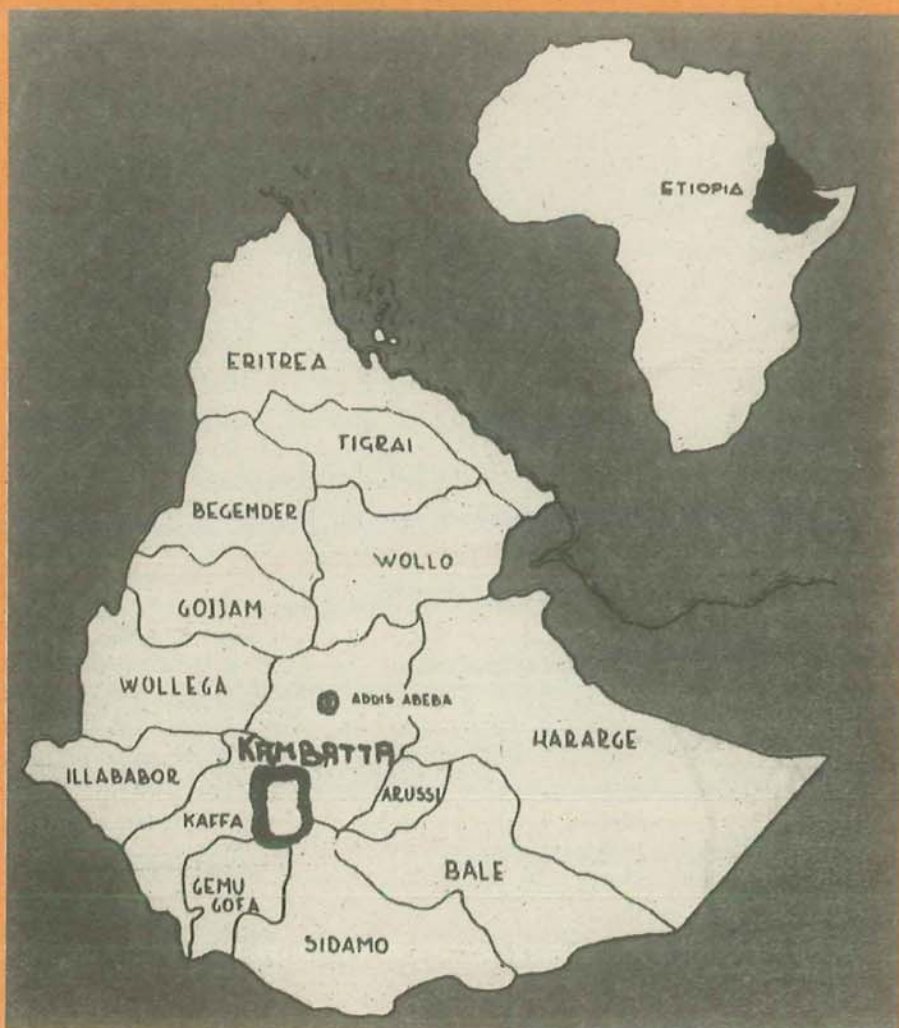 ETIOPIA
ERITREA
TIGRAI
BEGEMDER
WOLLO
GOJJAM
WOLLEGA
ADDIS ABEBA
HARARGE
KAMBATTA
ILLABABOR
ARUSSI
KAFFA
BALE
GEMU
GOFA
SIDAMO